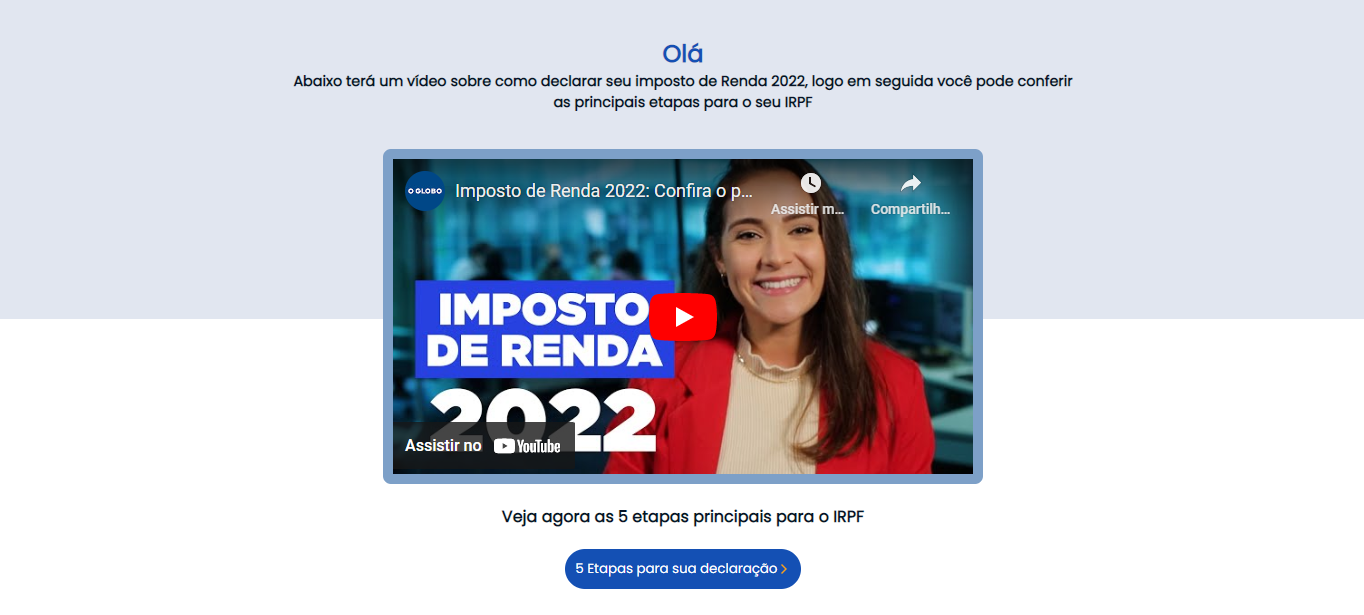 Olá
Abaixo terá um vídeo sobre como declarar seu imposto de Renda 2022, logo em seguida você pode conferir
as principais etapas para o seu IRPF
O GLOBO
Imposto de Renda 2022: Confira o p...
Assistir m...
Compartilh...
IMPOSTO
DE RENDA
2022
Assistir no YouTube
Veja agora as 5 etapas principais para o IRPF
5 Etapas para sua declaração >